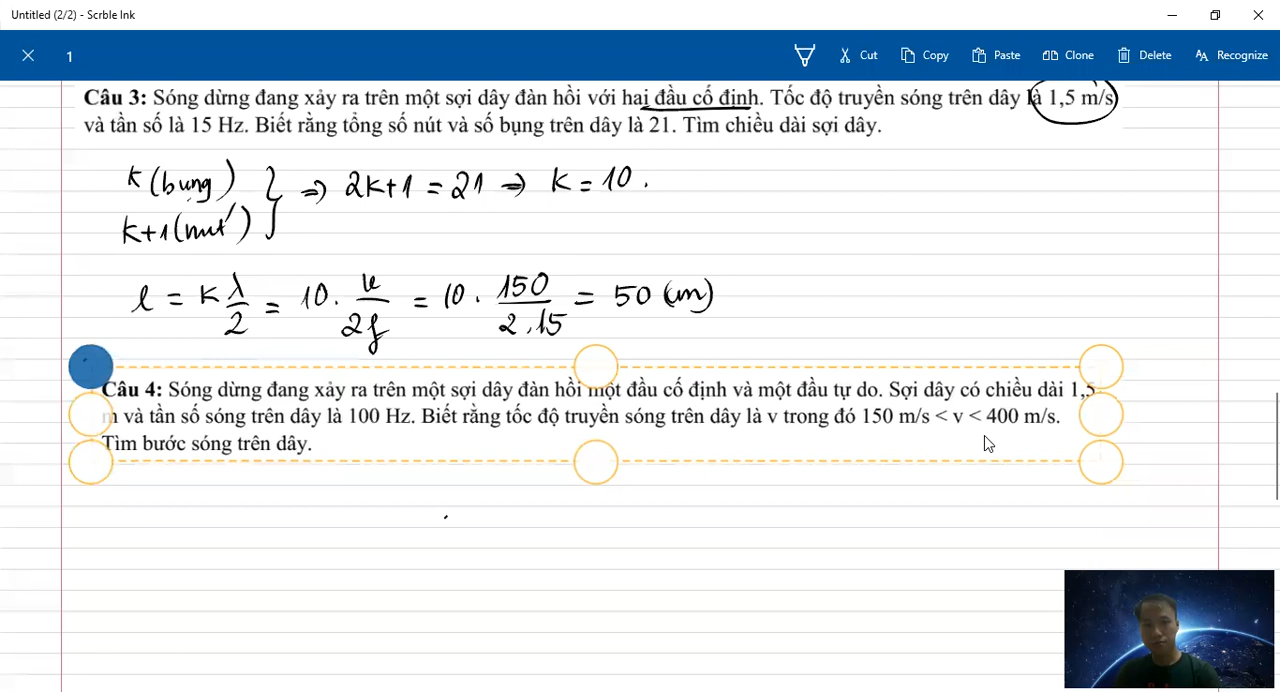 Untitled (2/2) - Scrble Ink
1
Cut
Copy
Paste
Clone
Delete
Recognize
Câu 3: Sóng dừng đang xảy ra trên một sợi dây đàn hồi với hai đầu cố định. Tốc độ truyền sóng trên dây là 1,5 m/s
và tần số là 15 Hz. Biết rằng tổng số nút và số bụng trên dây là 21. Tìm chiều dài sợi dây.
k (bụng)
k+1 (nút) } => 2k+1 = 21 => k = 10.
l = k λ/2 = 10. v/2f = 10. 150/2.15 = 50 (cm)
Câu 4: Sóng dừng đang xảy ra trên một sợi dây đàn hồi một đầu cố định và một đầu tự do. Sợi dây có chiều dài 1,5
m và tần số sóng trên dây là 100 Hz. Biết rằng tốc độ truyền sóng trên dây là v trong đó 150 m/s < v < 400 m/s.
Tìm bước sóng trên dây.